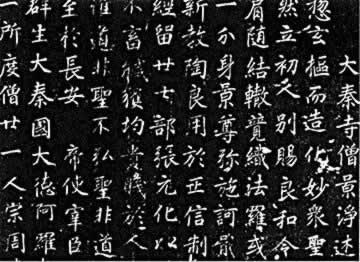 大秦寺僧景淨述
惣玄樞而造化妙衆聖
然立初人別賜良和令
肩随結轍競織法羅或
一分身景尊弥施訶戢
新教陶良用於正信制
經留廿七部張元化以
不畜臧獲均貴賤於人
惟道非聖不弘聖非道
至於長安 帝使宰臣
群生大秦國大德阿羅
一所度僧廿一人宗周